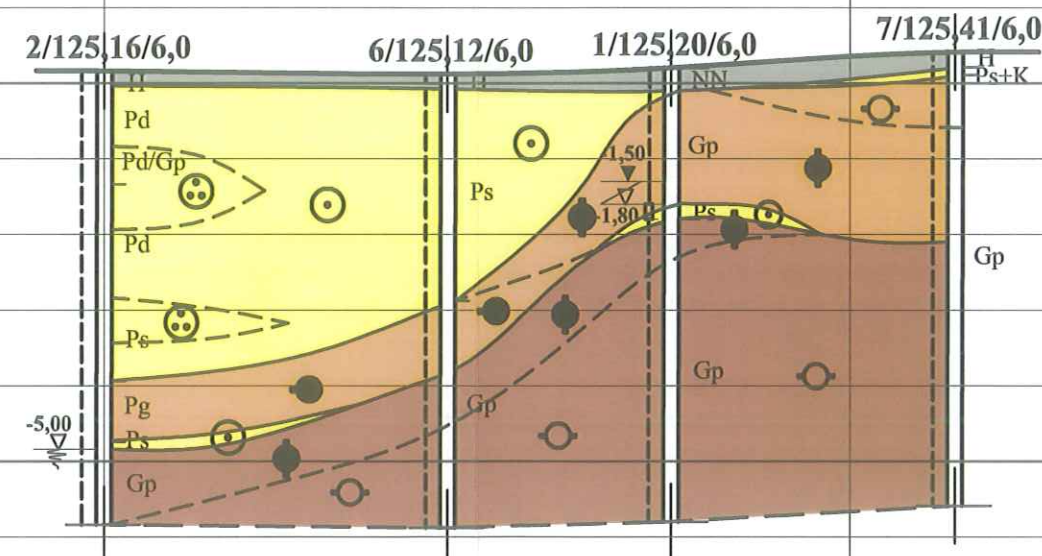 2/125,16/6,0
6/125,12/6,0
1/125,20/6,0
7/125,41/6,0
H
H
NN
H
Ps+K
Pd
Pd/Gp
Pd
Ps
Pg
Ps
Gp
-5,00
Ps
Gp
-1,50
-1,80
Gp
Ps
Gp
Gp